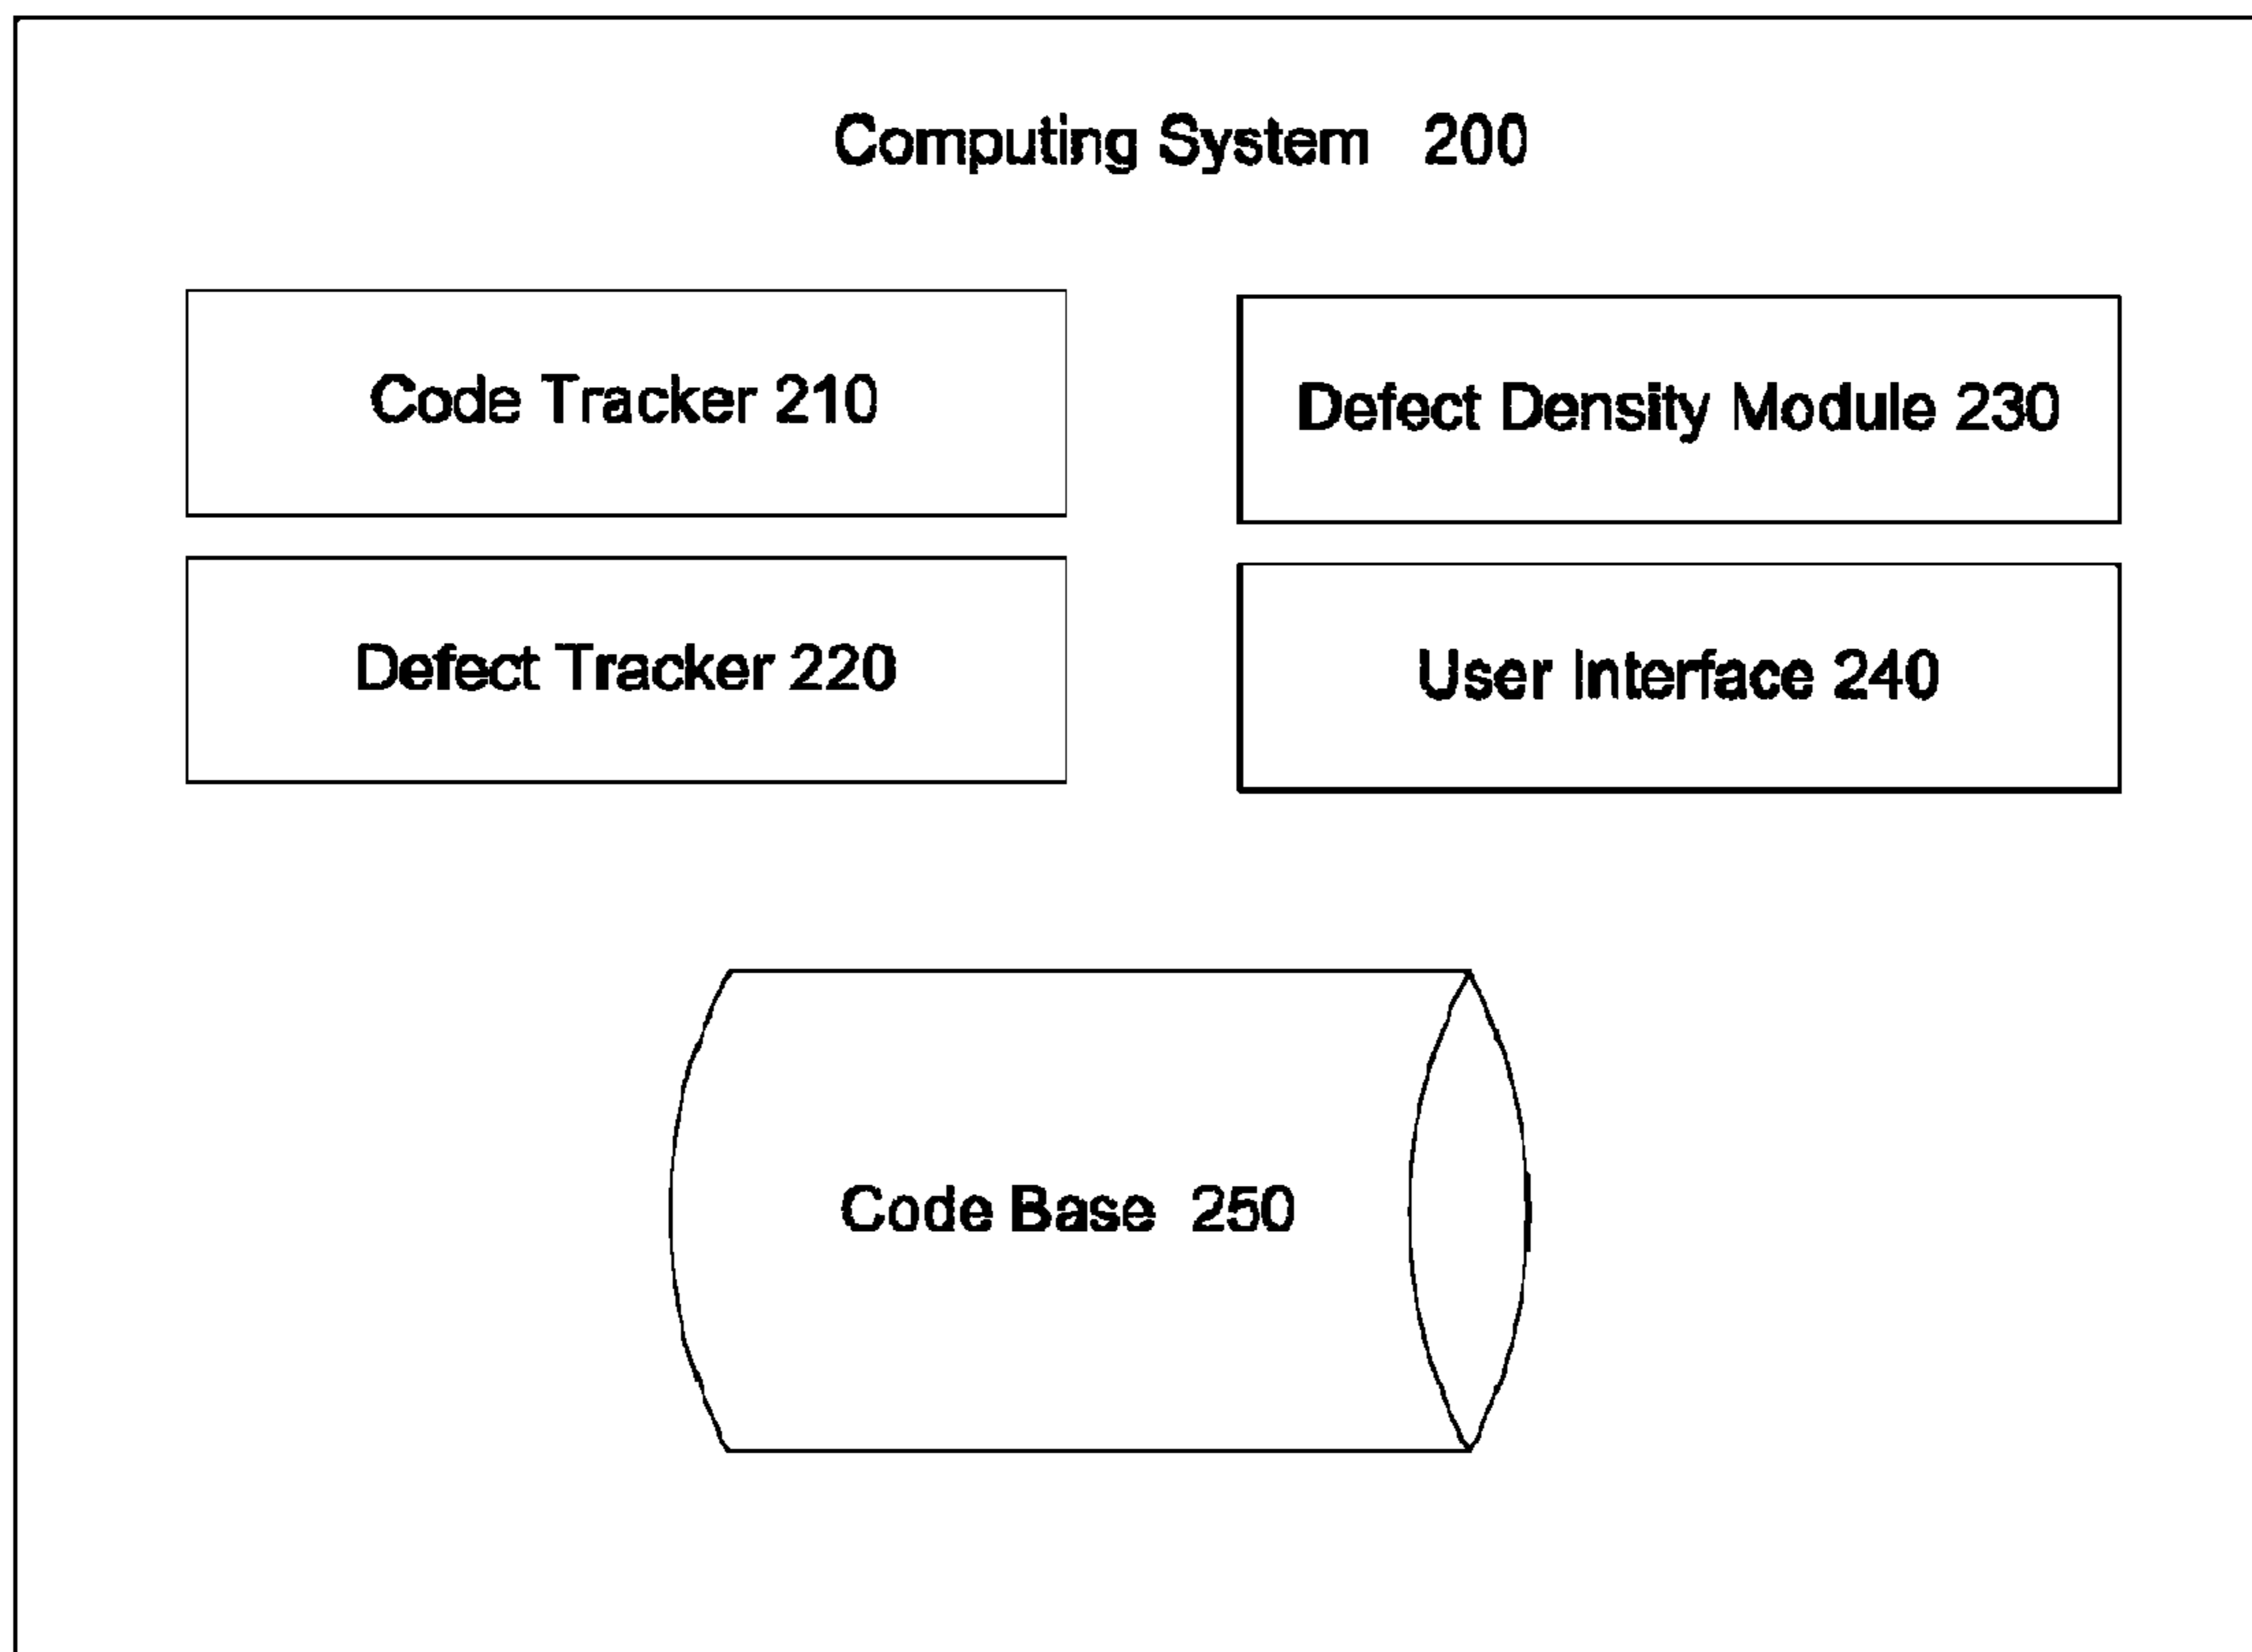 Computing System 200
Code Tracker 210
Defect Density Module 230
Defect Tracker 220
User Interface 240
Code Base 250